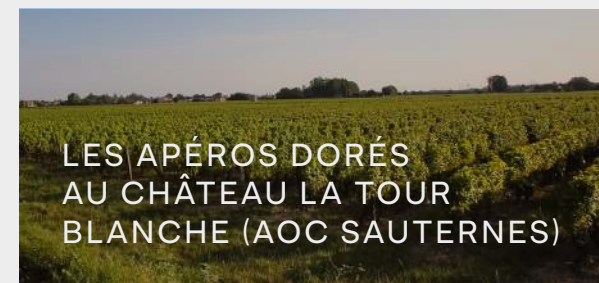 LES APÉROS DORÉS
AU CHÂTEAU LA TOUR
BLANCHE (AOC SAUTERNES)